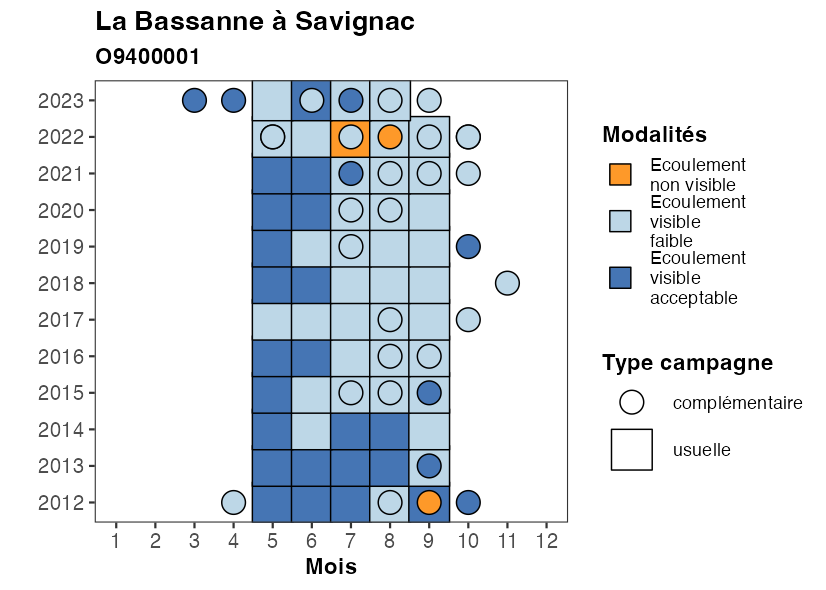 La Bassanne à Savignac
O9400001
2023
2022
2021
2020
2019
2018
2017
2016
2015
2014
2013
2012
1 2 3 4 5 6 7 8 9 10 11 12
Mois
Modalités
Ecoulement
non visible
Ecoulement
visible
faible
Ecoulement
visible
acceptable
Type campagne
complémentaire
usuelle